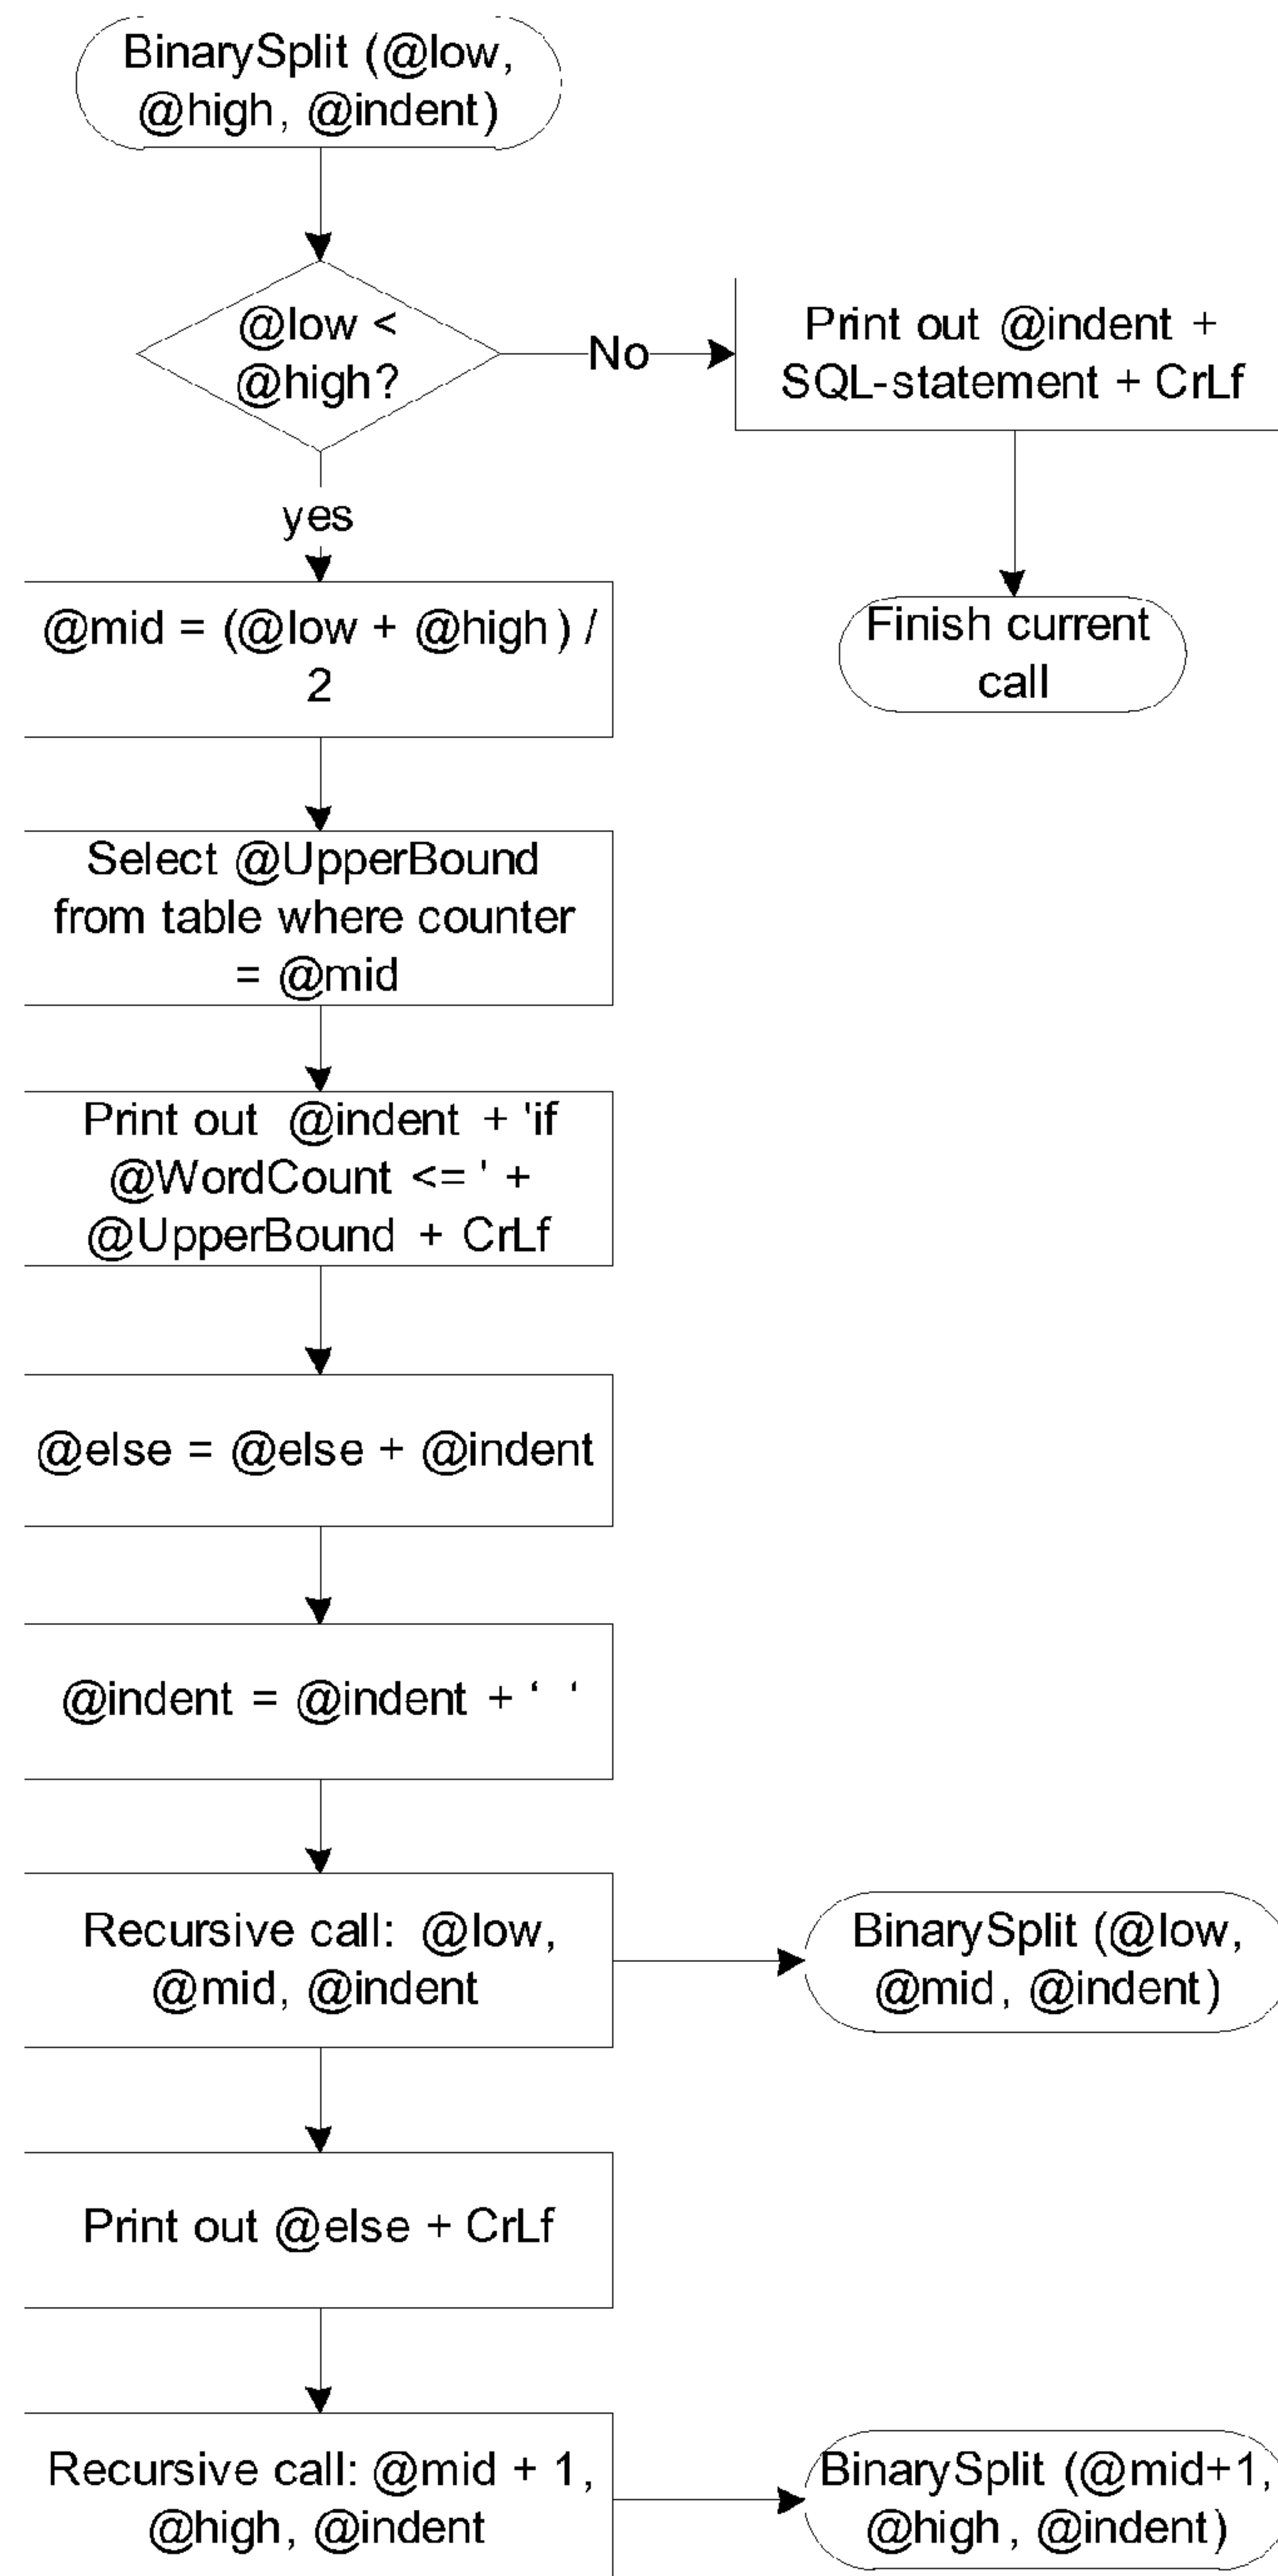 BinarySplit (@low,
@high, @indent)
@low <
@high?
No
Print out @indent +
SQL-statement + CrLf
yes
Finish current
call
@mid = (@low + @high) /
2
Select @UpperBound
from table where counter
= @mid
Print out @indent + 'if
@WordCount <= ' +
@UpperBound + CrLf
@else = @else + @indent
@indent = @indent + ‘ ‘
Recursive call: @low,
@mid, @indent
BinarySplit (@low,
@mid, @indent)
Print out @else + CrLf
Recursive call: @mid + 1,
@high, @indent
BinarySplit (@mid+1,
@high, @indent)